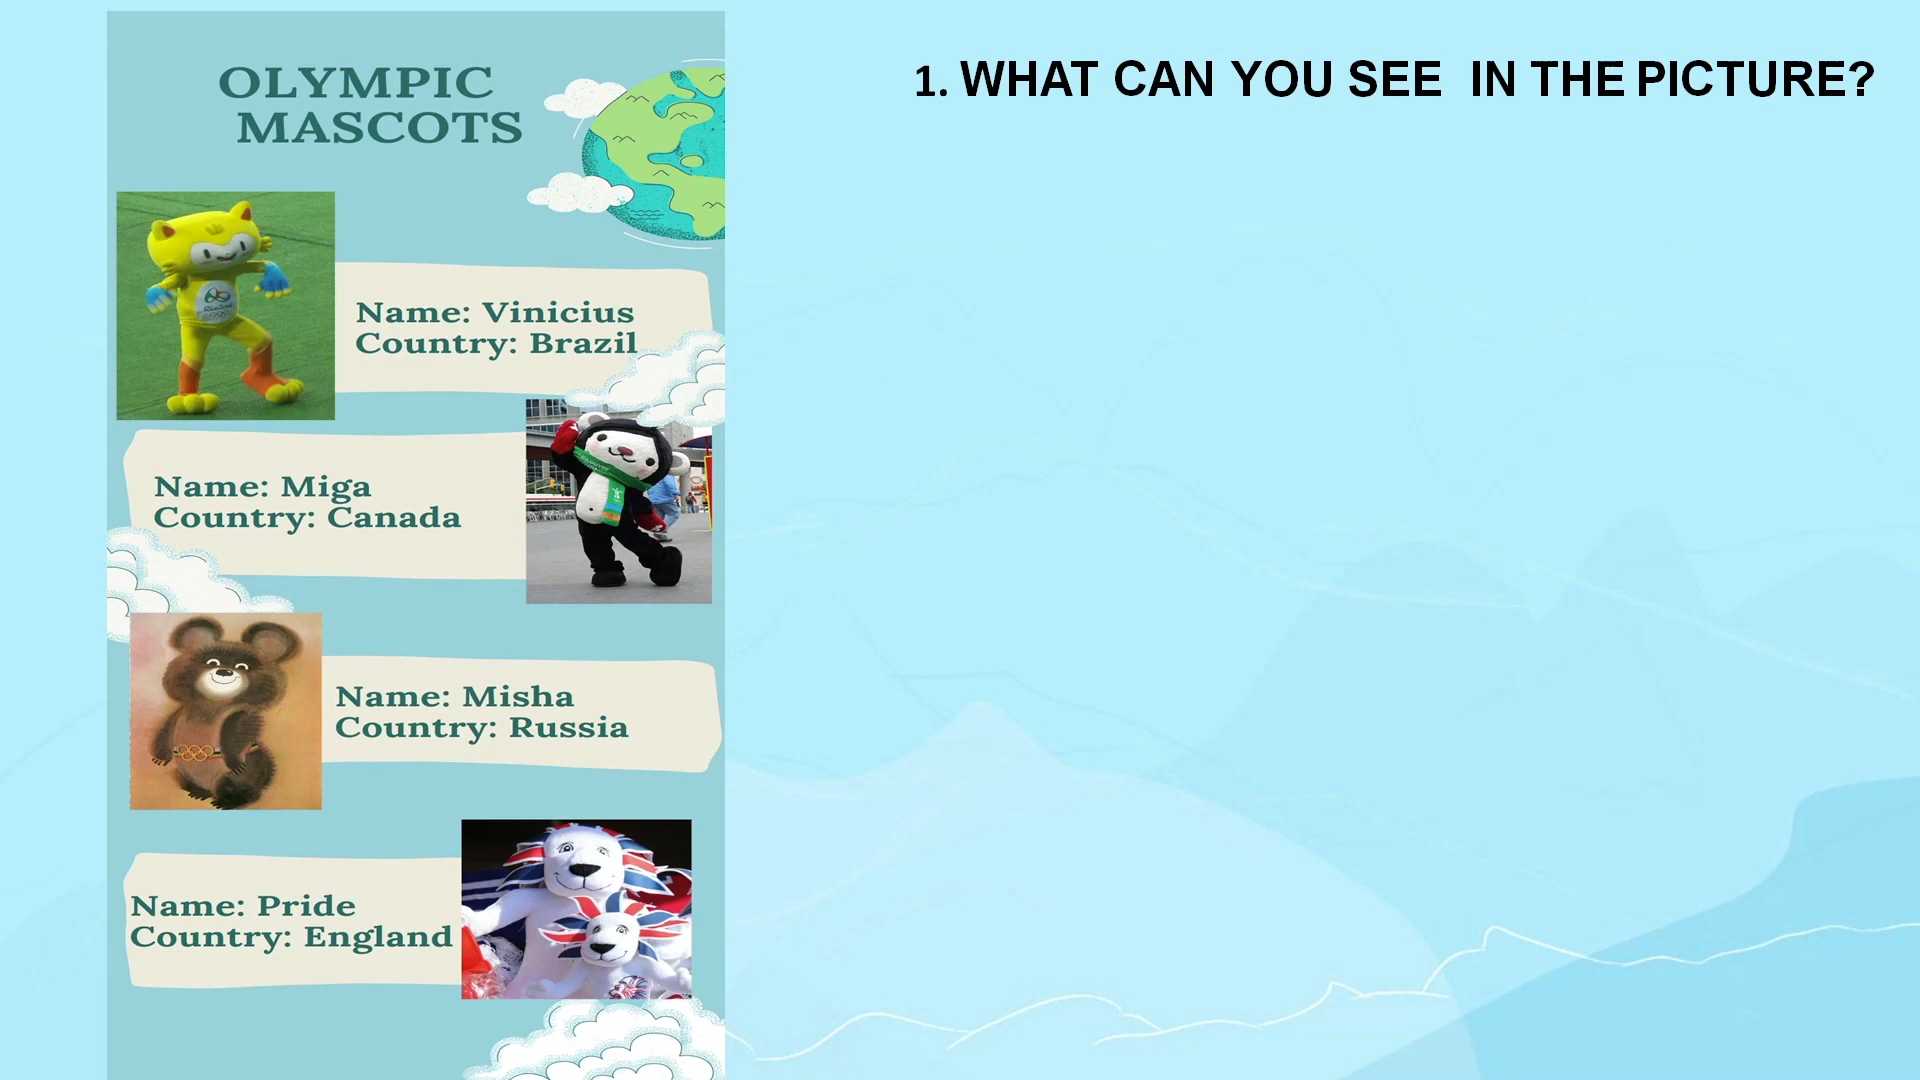 OLYMPIC
MASCOTS
Name: Vinicius
Country: Brazil
Name: Miga
Country: Canada
Name: Misha
Country: Russia
Name: Pride
Country: England
1. WHAT CAN YOU SEE  IN THE PICTURE?